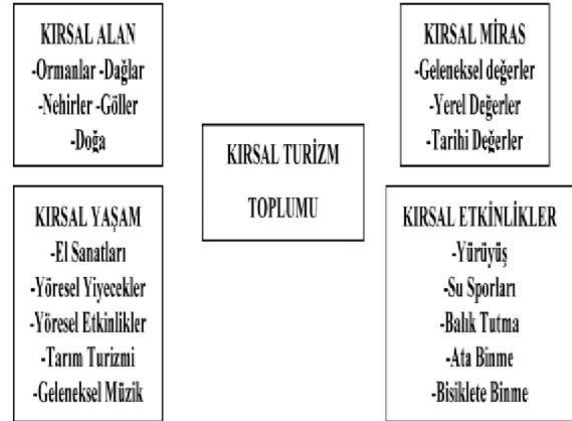 KIRSAL ALAN
-Ormanlar -Dağlar
-Nehirler -Göller
-Doğa
KIRSAL MİRAS
-Geleneksel değerler
-Yerel Değerler
-Tarihi Değerler
KIRSAL TURİZM
TOPLUMU
KIRSAL YAŞAM
-El Sanatları
-Yöresel Yiyecekler
-Yöresel Etkinlikler
-Tarım Turizmi
-Geleneksel Müzik
KIRSAL ETKİNLİKLER
-Yürüyüş
-Su Sporları
-Balık Tutma
-Ata Binme
-Bisiklete Binme